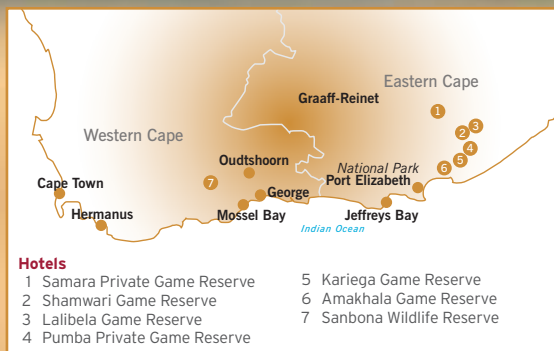 Eastern Cape
Graaff-Reinet
1
Western Cape
3
2
Oudtshoorn
4
National Park
5
6
Cape Town
7
Port Elizabeth
George
Hermanus
Mossel Bay
Jeffreys Bay
Indian Ocean
Hotels
1 Samara Private Game Reserve
2 Shamwari Game Reserve
3 Lalibela Game Reserve
4 Pumba Private Game Reserve
5 Kariega Game Reserve
6 Amakhala Game Reserve
7 Sanbona Wildlife Reserve